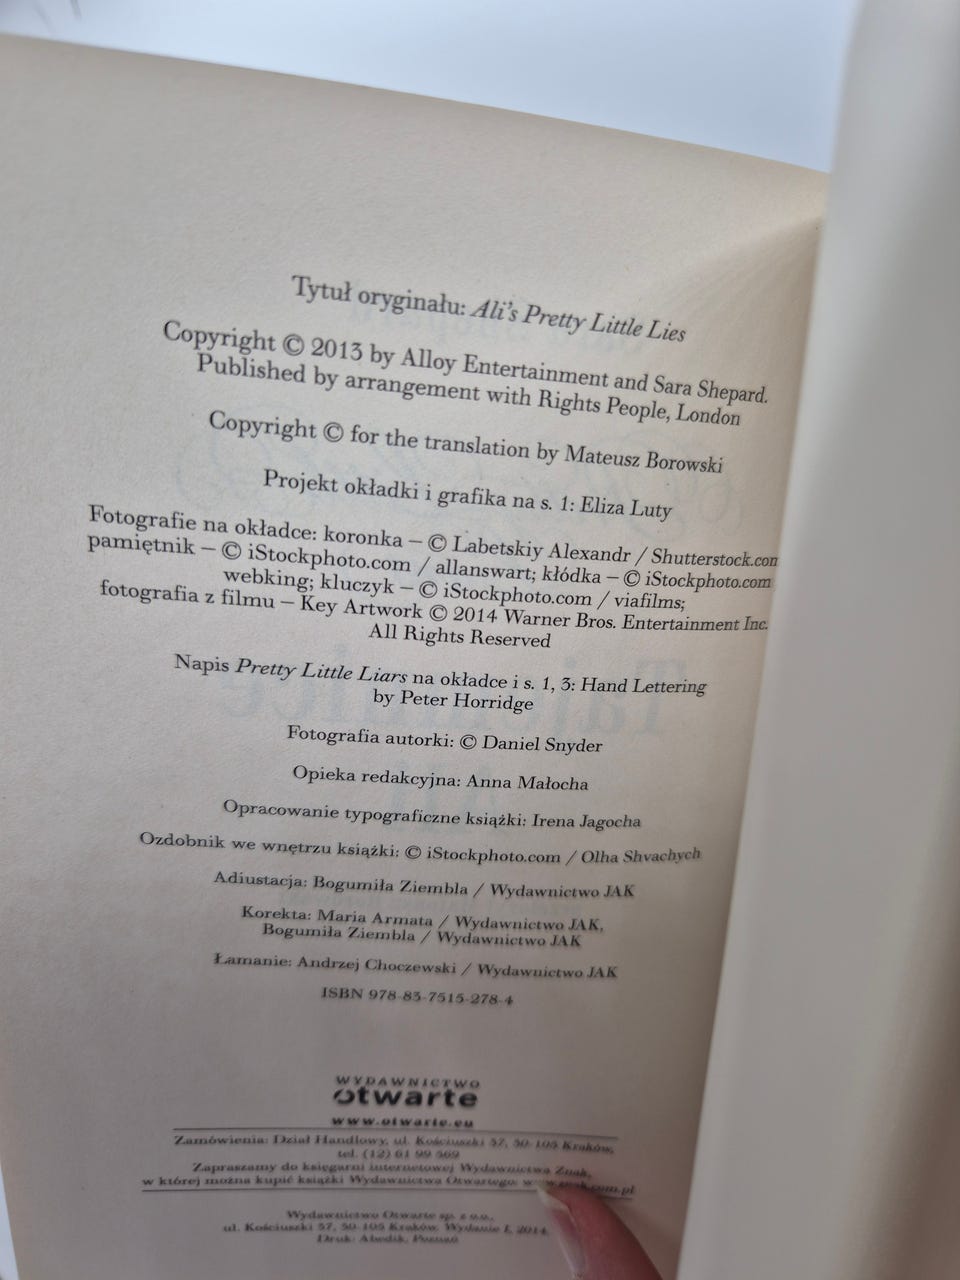 Tytuł oryginału: Ali's Pretty Little Lies
Copyright © 2013 by Alloy Entertainment and Sara Shepard.
Published by arrangement with Rights People, London
Copyright © for the translation by Mateusz Borowski
Projekt okładki i grafika na s. 1: Eliza Luty
Fotografie na okładce: koronka – © Labetskiy Alexandr / Shutterstock.com
pamiętnik – © iStockphoto.com / allanswart; kłódka – © iStockphoto.com
webking; kluczyk – © iStockphoto.com / viafilms;
fotografia z filmu – Key Artwork © 2014 Warner Bros. Entertainment Inc.
All Rights Reserved
Napis Pretty Little Liars na okładce i s. 1, 3: Hand Lettering
by Peter Horridge
Fotografia autorki: © Daniel Snyder
Opieka redakcyjna: Anna Małocha
Opracowanie typograficzne książki: Irena Jagocha
Ozdobnik we wnętrzu książki: © iStockphoto.com / Olha Shvachych
Adiustacja: Bogumiła Ziembla / Wydawnictwo JAK
Korekta: Maria Armata / Wydawnictwo JAK,
Bogumiła Ziembla / Wydawnictwo JAK
Łamanie: Andrzej Choczewski / Wydawnictwo JAK
ISBN 978-83-7515-278-4
WYDAWNICTWO
otwarte
www.otwarte.eu
Zamówienia: Dział Handlowy, ul. Kościuszki 37, 30-105 Kraków,
tel. (12) 61 99 569
Zapraszamy do księgarni internetowej Wydawnictwa Znak,
w której można kupić książki Wydawnictwa Otwartego: www.znak.com.pl
Wydawnictwo Otwarte sp. z o.o.,
ul. Kościuszki 37, 30-105 Kraków. Wydanie I, 2014.
Druk: Abedik, Poznań